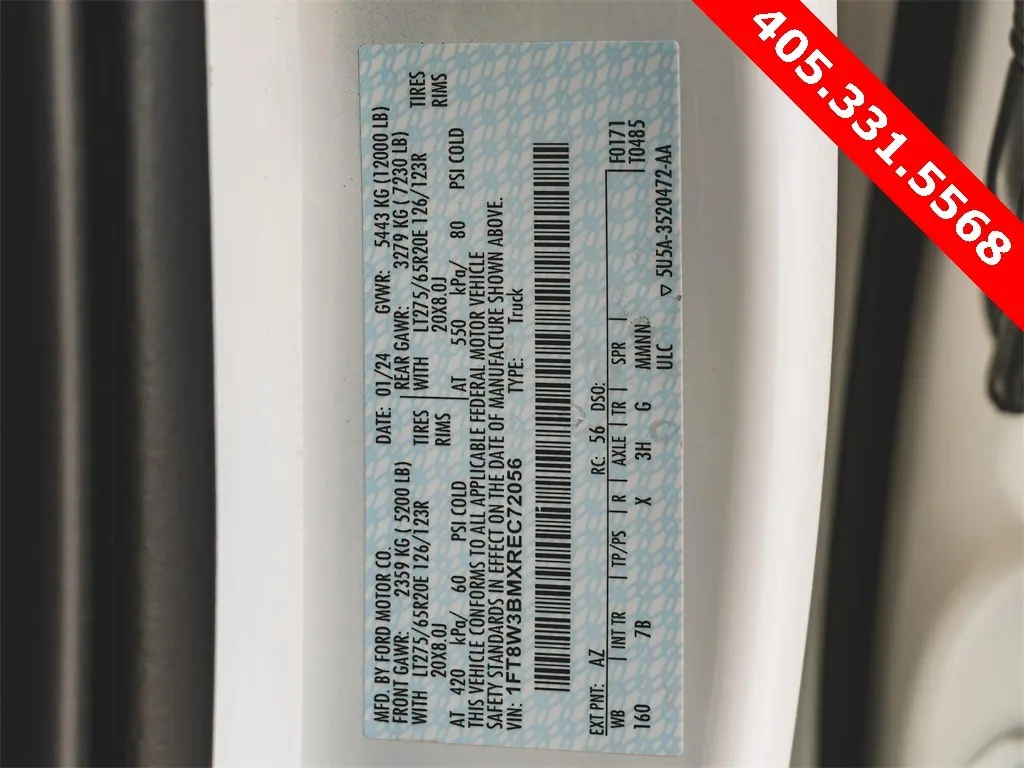 MFD. BY FORD MOTOR CO.
DATE: 01/24 GVWR: 5443 KG (12000 LB)
FRONT GAWR: 2359 KG ( 5200 LB)
REAR GAWR: 3279 KG ( 7230 LB)
WITH LT275/65R20E 126/123R TIRES
WITH LT275/65R20E 126/123R TIRES
20X8.0J RIMS
20X8.0J RIMS
AT 420 kPa/ 60 PSI COLD
AT 550 kPa/ 80 PSI COLD
THIS VEHICLE CONFORMS TO ALL APPLICABLE FEDERAL MOTOR VEHICLE
SAFETY STANDARDS IN EFFECT ON THE DATE OF MANUFACTURE SHOWN ABOVE.
VIN: 1FT8W3BMXREC72056 TYPE: Truck
EXT PNT: AZ RC: 56 DSO: F0171
WB INT TR TP/PS R AXLE TR SPR T0485
160 7B X 3H G MMNNN
ULC ▽ 5U5A-3520472-AA
405.331.5568